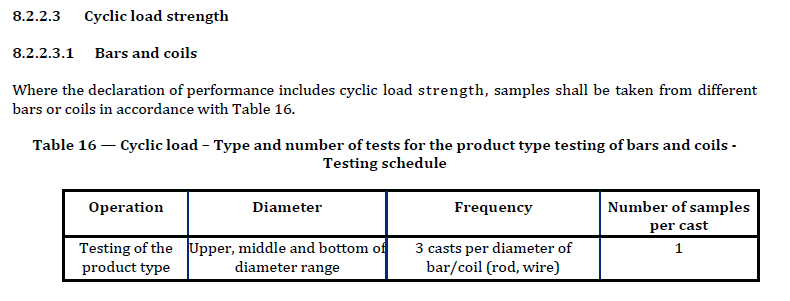 8.2.2.3 Cyclic load strength
8.2.2.3.1 Bars and coils
Where the declaration of performance includes cyclic load strength, samples shall be taken from different
bars or coils in accordance with Table 16.
Table 16 — Cyclic load – Type and number of tests for the product type testing of bars and coils -
Testing schedule
Operation Diameter Frequency Number of samples
per cast
Testing of the Upper, middle and bottom of 3 casts per diameter of 1
product type diameter range bar/coil (rod, wire)